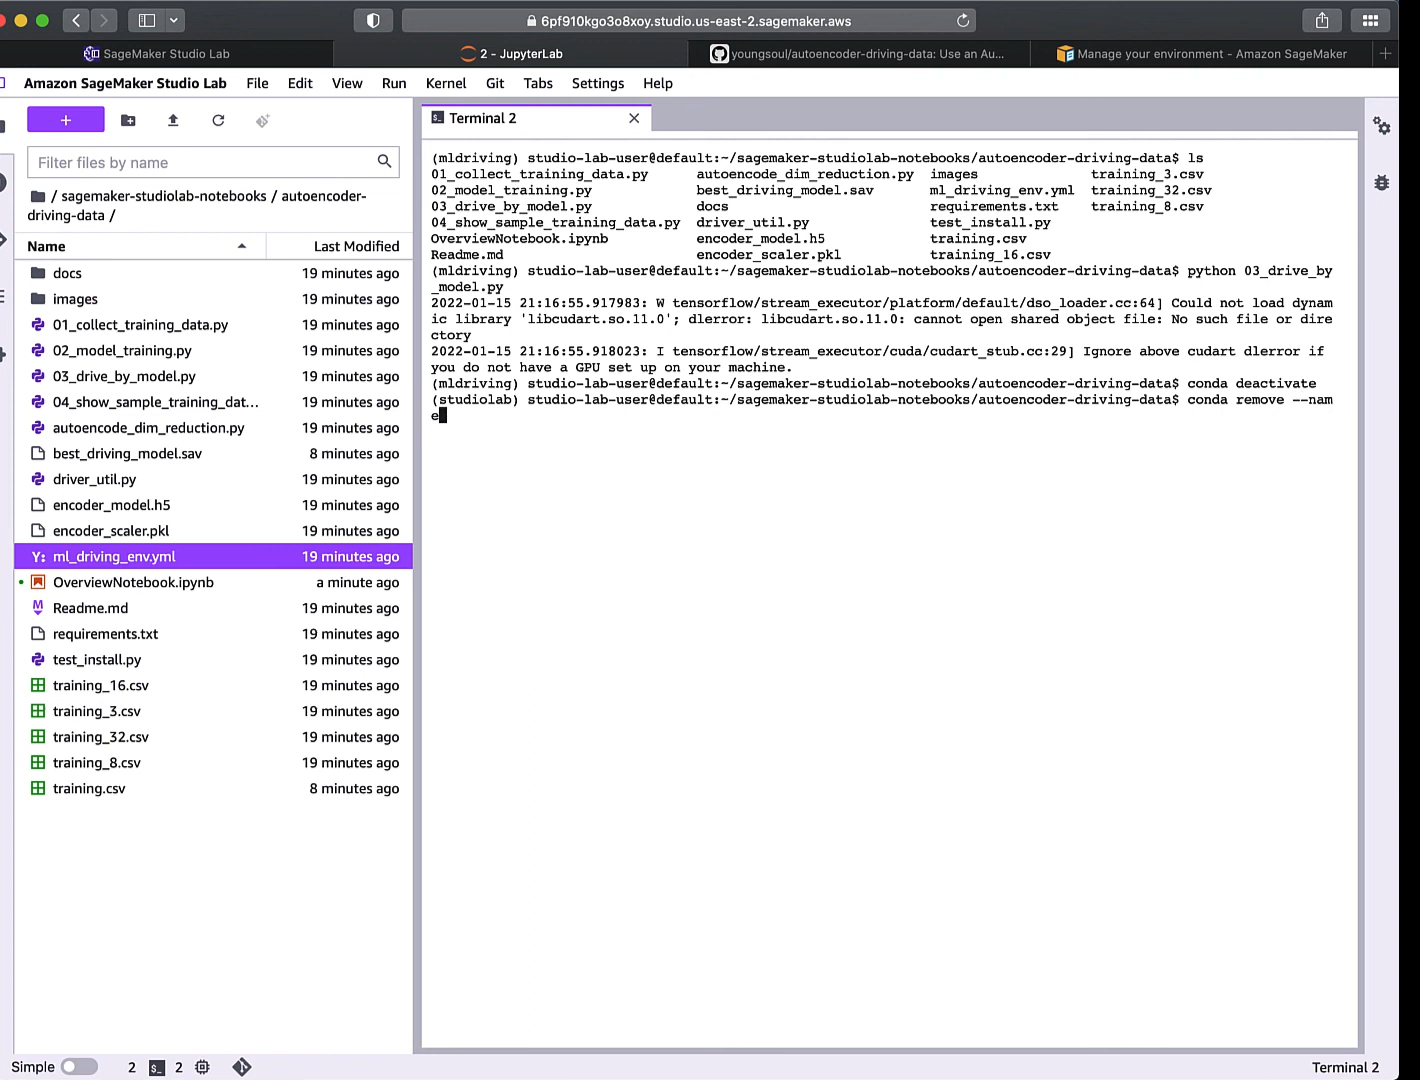 6pf910kgo3o8xoy.studio.us-east-2.sagemaker.aws
SageMaker Studio Lab
2 - JupyterLab
youngsoul/autoencoder-driving-data: Use an Au...
Manage your environment - Amazon SageMaker
Amazon SageMaker Studio Lab File Edit View Run Kernel Git Tabs Settings Help
Filter files by name
/ sagemaker-studiolab-notebooks / autoencoder-
driving-data /
Name Last Modified
docs 19 minutes ago
images 19 minutes ago
01_collect_training_data.py 19 minutes ago
02_model_training.py 19 minutes ago
03_drive_by_model.py 19 minutes ago
04_show_sample_training_dat... 19 minutes ago
autoencode_dim_reduction.py 19 minutes ago
best_driving_model.sav 8 minutes ago
driver_util.py 19 minutes ago
encoder_model.h5 19 minutes ago
encoder_scaler.pkl 19 minutes ago
Y: ml_driving_env.yml 19 minutes ago
OverviewNotebook.ipynb a minute ago
M Readme.md 19 minutes ago
requirements.txt 19 minutes ago
test_install.py 19 minutes ago
training_16.csv 19 minutes ago
training_3.csv 19 minutes ago
training_32.csv 19 minutes ago
training_8.csv 19 minutes ago
training.csv 8 minutes ago
Terminal 2
(mldriving) studio-lab-user@default:~/sagemaker-studiolab-notebooks/autoencoder-driving-data$ ls
01_collect_training_data.py autoencode_dim_reduction.py images training_3.csv
02_model_training.py best_driving_model.sav ml_driving_env.yml training_32.csv
03_drive_by_model.py docs requirements.txt training_8.csv
04_show_sample_training_data.py driver_util.py test_install.py
OverviewNotebook.ipynb encoder_model.h5 training.csv
Readme.md encoder_scaler.pkl training_16.csv
(mldriving) studio-lab-user@default:~/sagemaker-studiolab-notebooks/autoencoder-driving-data$ python 03_drive_by
_model.py
2022-01-15 21:16:55.917983: W tensorflow/stream_executor/platform/default/dso_loader.cc:64] Could not load dynam
ic library 'libcudart.so.11.0'; dlerror: libcudart.so.11.0: cannot open shared object file: No such file or dire
ctory
2022-01-15 21:16:55.918023: I tensorflow/stream_executor/cuda/cudart_stub.cc:29] Ignore above cudart dlerror if
you do not have a GPU set up on your machine.
(mldriving) studio-lab-user@default:~/sagemaker-studiolab-notebooks/autoencoder-driving-data$ conda deactivate
(studiolab) studio-lab-user@default:~/sagemaker-studiolab-notebooks/autoencoder-driving-data$ conda remove --nam
e
Simple 2 2 Terminal 2